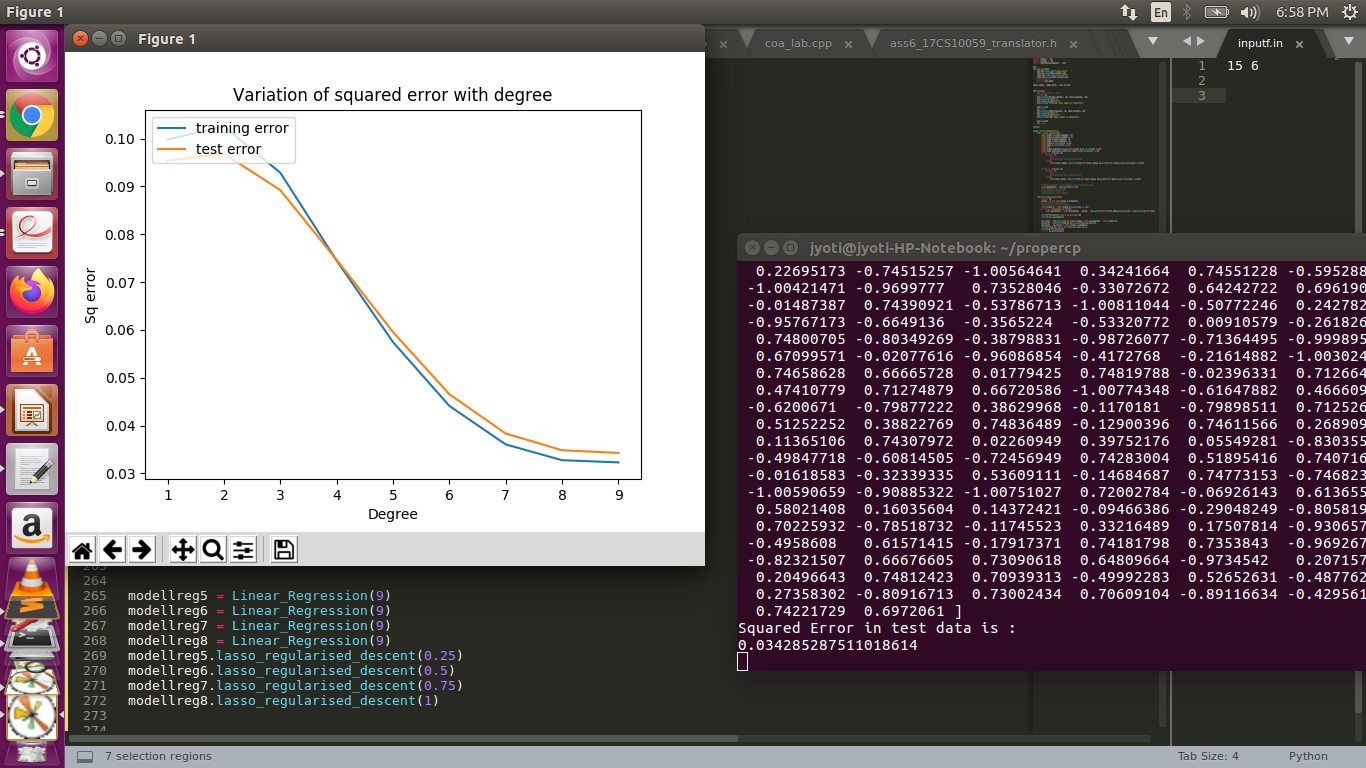 Figure 1
En
6:58 PM
Figure 1
Variation of squared error with degree
training error
test error
0.10
0.09
0.08
0.07
0.06
0.05
0.04
0.03
Sq error
1 2 3 4 5 6 7 8 9
Degree
coa_lab.cpp
ass6_17CS10059_translator.h
inputf.in
1 15 6
2
3
jyoti@jyoti-HP-Notebook: ~/propercp
0.22695173 -0.74515257 -1.00564641 0.34241664 0.74551228 -0.595288
-1.00421471 -0.9699777 0.73528046 -0.33072672 0.64242722 0.696190
-0.01487387 0.74390921 -0.53786713 -1.00811044 -0.50772246 0.242782
-0.95767173 -0.6649136 -0.3565224 -0.53320772 0.00910579 -0.261826
0.74800705 -0.80349269 -0.38798831 -0.98726077 -0.71364495 -0.999895
0.67099571 -0.02077616 -0.96086854 -0.4172768 -0.21614882 -1.003024
0.74658628 0.66665728 0.01779425 0.74819788 -0.02396331 0.712664
0.47410779 0.71274879 0.66720586 -1.00774348 -0.61647882 0.466609
-0.6200671 -0.79877222 0.38629968 -0.1170181 -0.79898511 0.712526
0.51252522 0.38822769 0.74836489 -0.12900396 0.74611566 0.268909
0.11365106 0.74307972 0.02260949 0.39752176 0.05549281 -0.830355
-0.49847718 -0.60814505 -0.72456949 0.74283004 0.51895416 0.740716
-0.01618583 -0.32339335 0.53609111 -0.14684687 0.74773153 -0.746823
-1.00590659 -0.90885322 -1.00751027 0.72002784 -0.06926143 0.613655
0.58021408 0.16035604 0.14372421 -0.09466386 -0.29048249 -0.805819
0.70225932 -0.78518732 -0.11745523 0.33216489 0.17507814 -0.930657
-0.4958608 0.61571415 -0.17917371 0.74181798 0.7353843 -0.969267
-0.82321507 0.66676605 0.73090618 0.64809664 -0.9734542 0.207157
0.20496643 0.74812423 0.70939313 -0.49992283 0.52652631 -0.487762
0.27358302 -0.80916713 0.73002434 0.70609104 -0.89116634 -0.429561
0.74221729 0.6972061 ]
Squared Error in test data is :
0.034285287511018614
264
265 modellreg5 = Linear_Regression(9)
266 modellreg6 = Linear_Regression(9)
267 modellreg7 = Linear_Regression(9)
268 modellreg8 = Linear_Regression(9)
269 modellreg5.lasso_regularised_descent(0.25)
270 modellreg6.lasso_regularised_descent(0.5)
271 modellreg7.lasso_regularised_descent(0.75)
272 modellreg8.lasso_regularised_descent(1)
273
274
7 selection regions
Tab Size: 4
Python